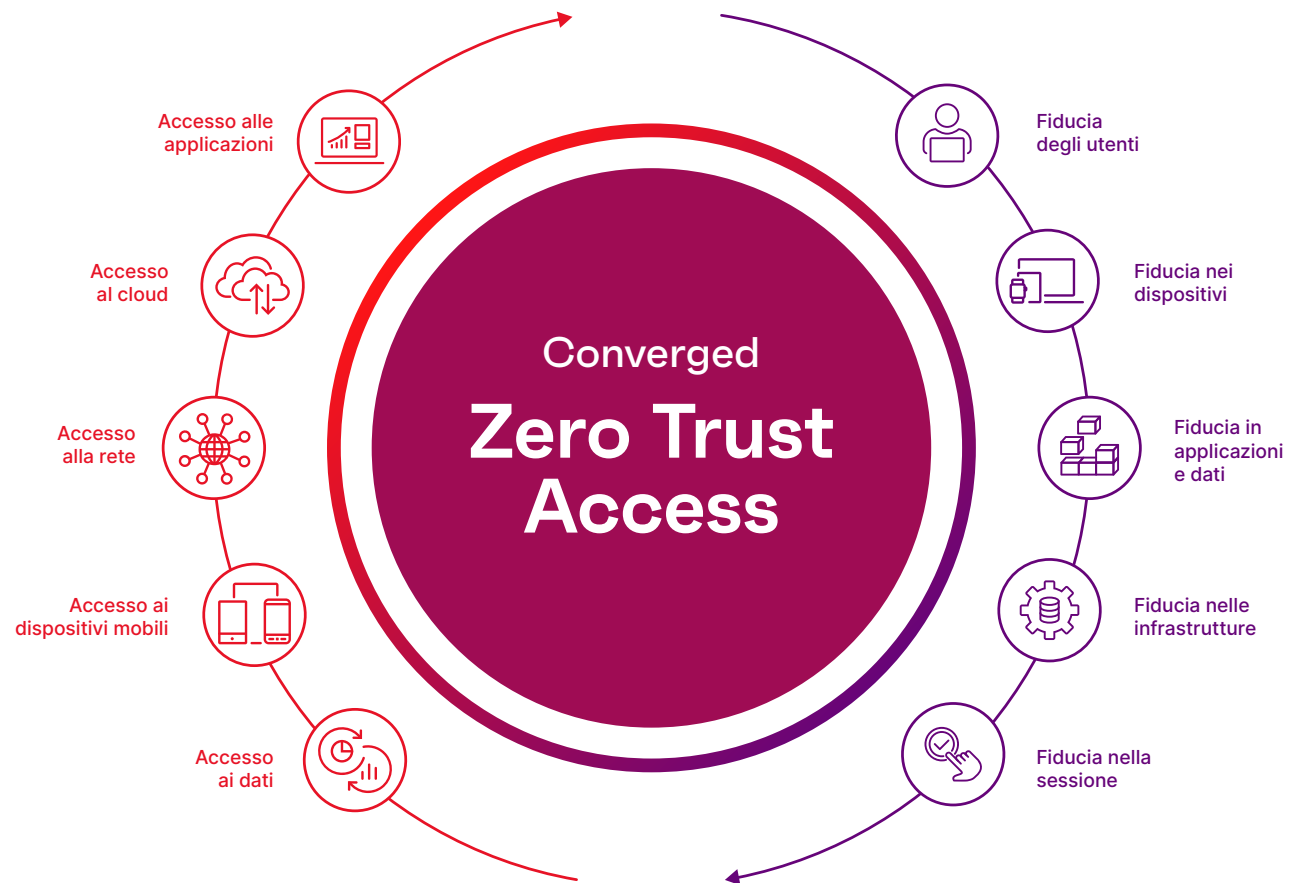 Accesso alle
applicazioni
Accesso
al cloud
Accesso
alla rete
Accesso ai
dispositivi mobili
Accesso
ai dati
Converged
Zero Trust
Access
Fiducia
degli utenti
Fiducia nei
dispositivi
Fiducia in
applicazioni
e dati
Fiducia nelle
infrastrutture
Fiducia nella
sessione